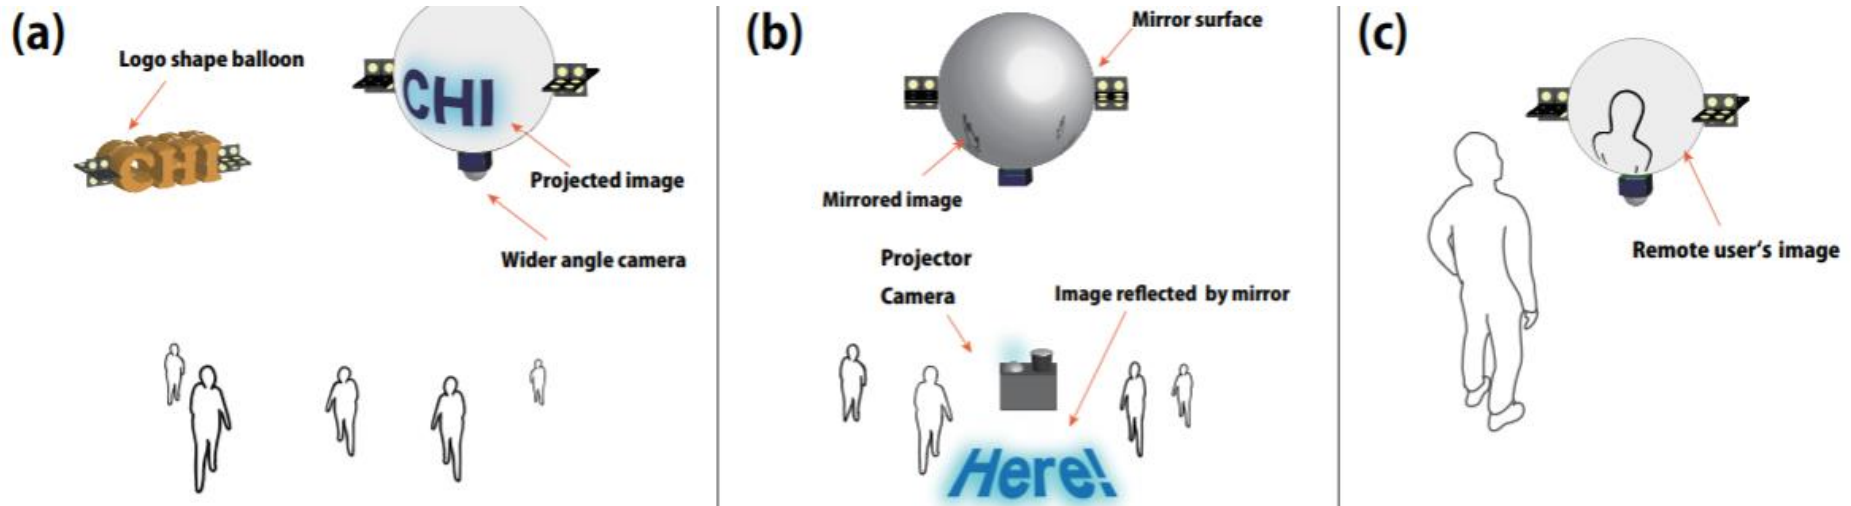 (a)
Logo shape balloon
CHI
CHI
Projected image
Wider angle camera
(b)
Mirror surface
Mirrored image
Projector
Camera
Image reflected by mirror
Here!
(c)
Remote user's image